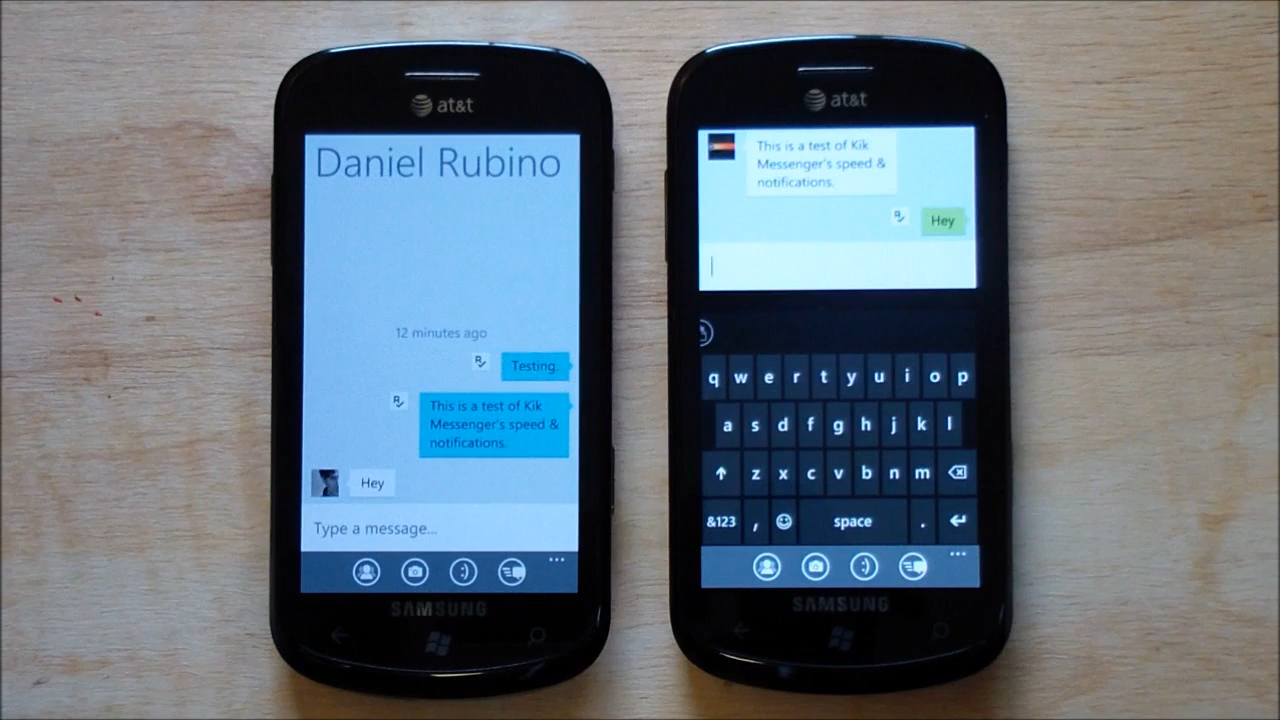 at&t
Daniel Rubino
12 minutes ago
R Testing.
R This is a test of Kik
Messenger's speed &
notifications.
Hey
Type a message...
SAMSUNG
at&t
This is a test of Kik
Messenger's speed &
notifications.
R Hey
q w e r t y u i o p
a s d f g h j k l
z x c v b n m
&123 , space .
SAMSUNG